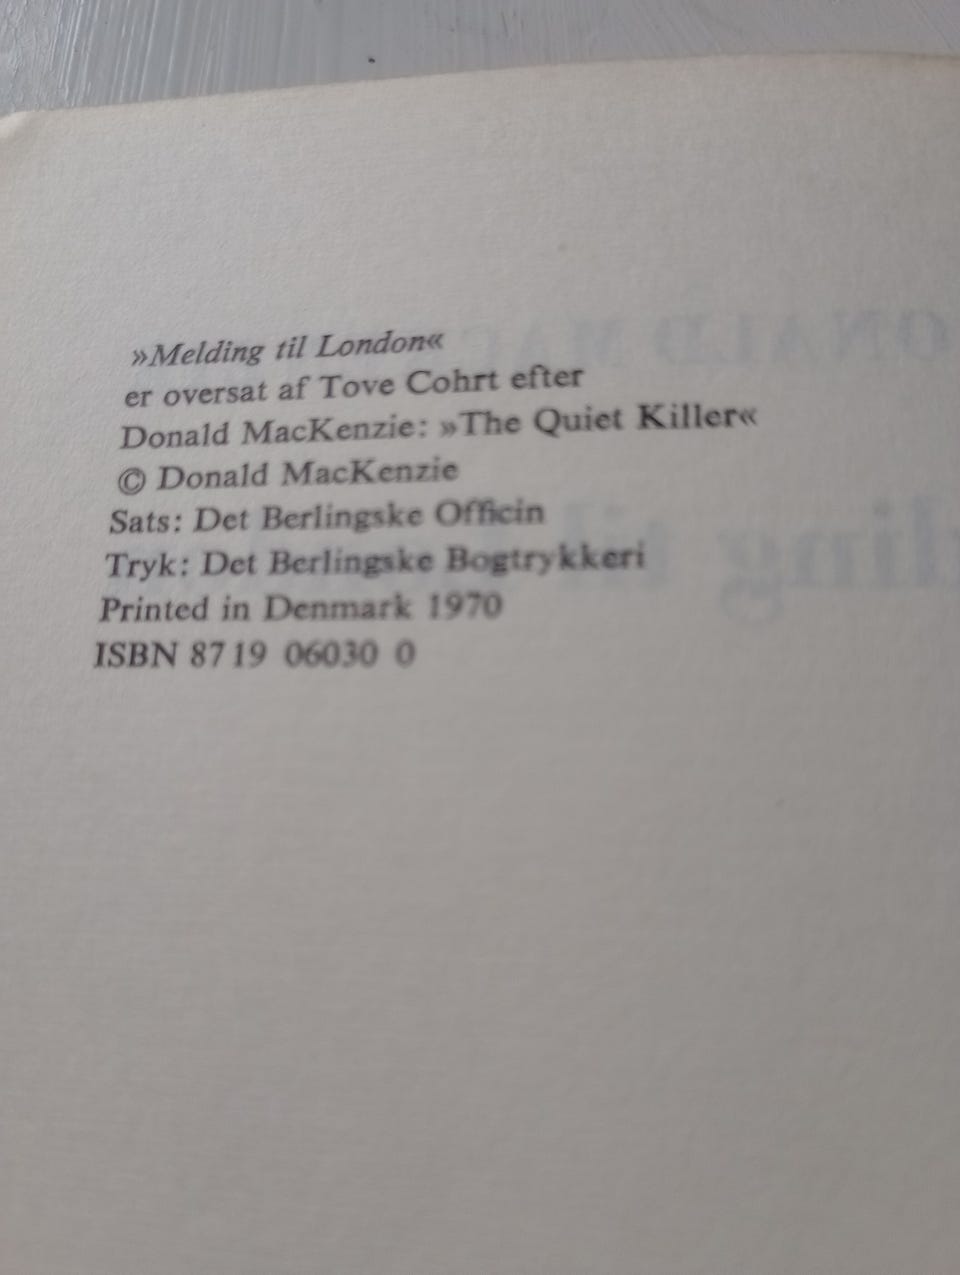 »Melding til London«
er oversat af Tove Cohrt efter
Donald MacKenzie: »The Quiet Killer«
© Donald MacKenzie
Sats: Det Berlingske Officin
Tryk: Det Berlingske Bogtrykkeri
Printed in Denmark 1970
ISBN 87 19 06030 0